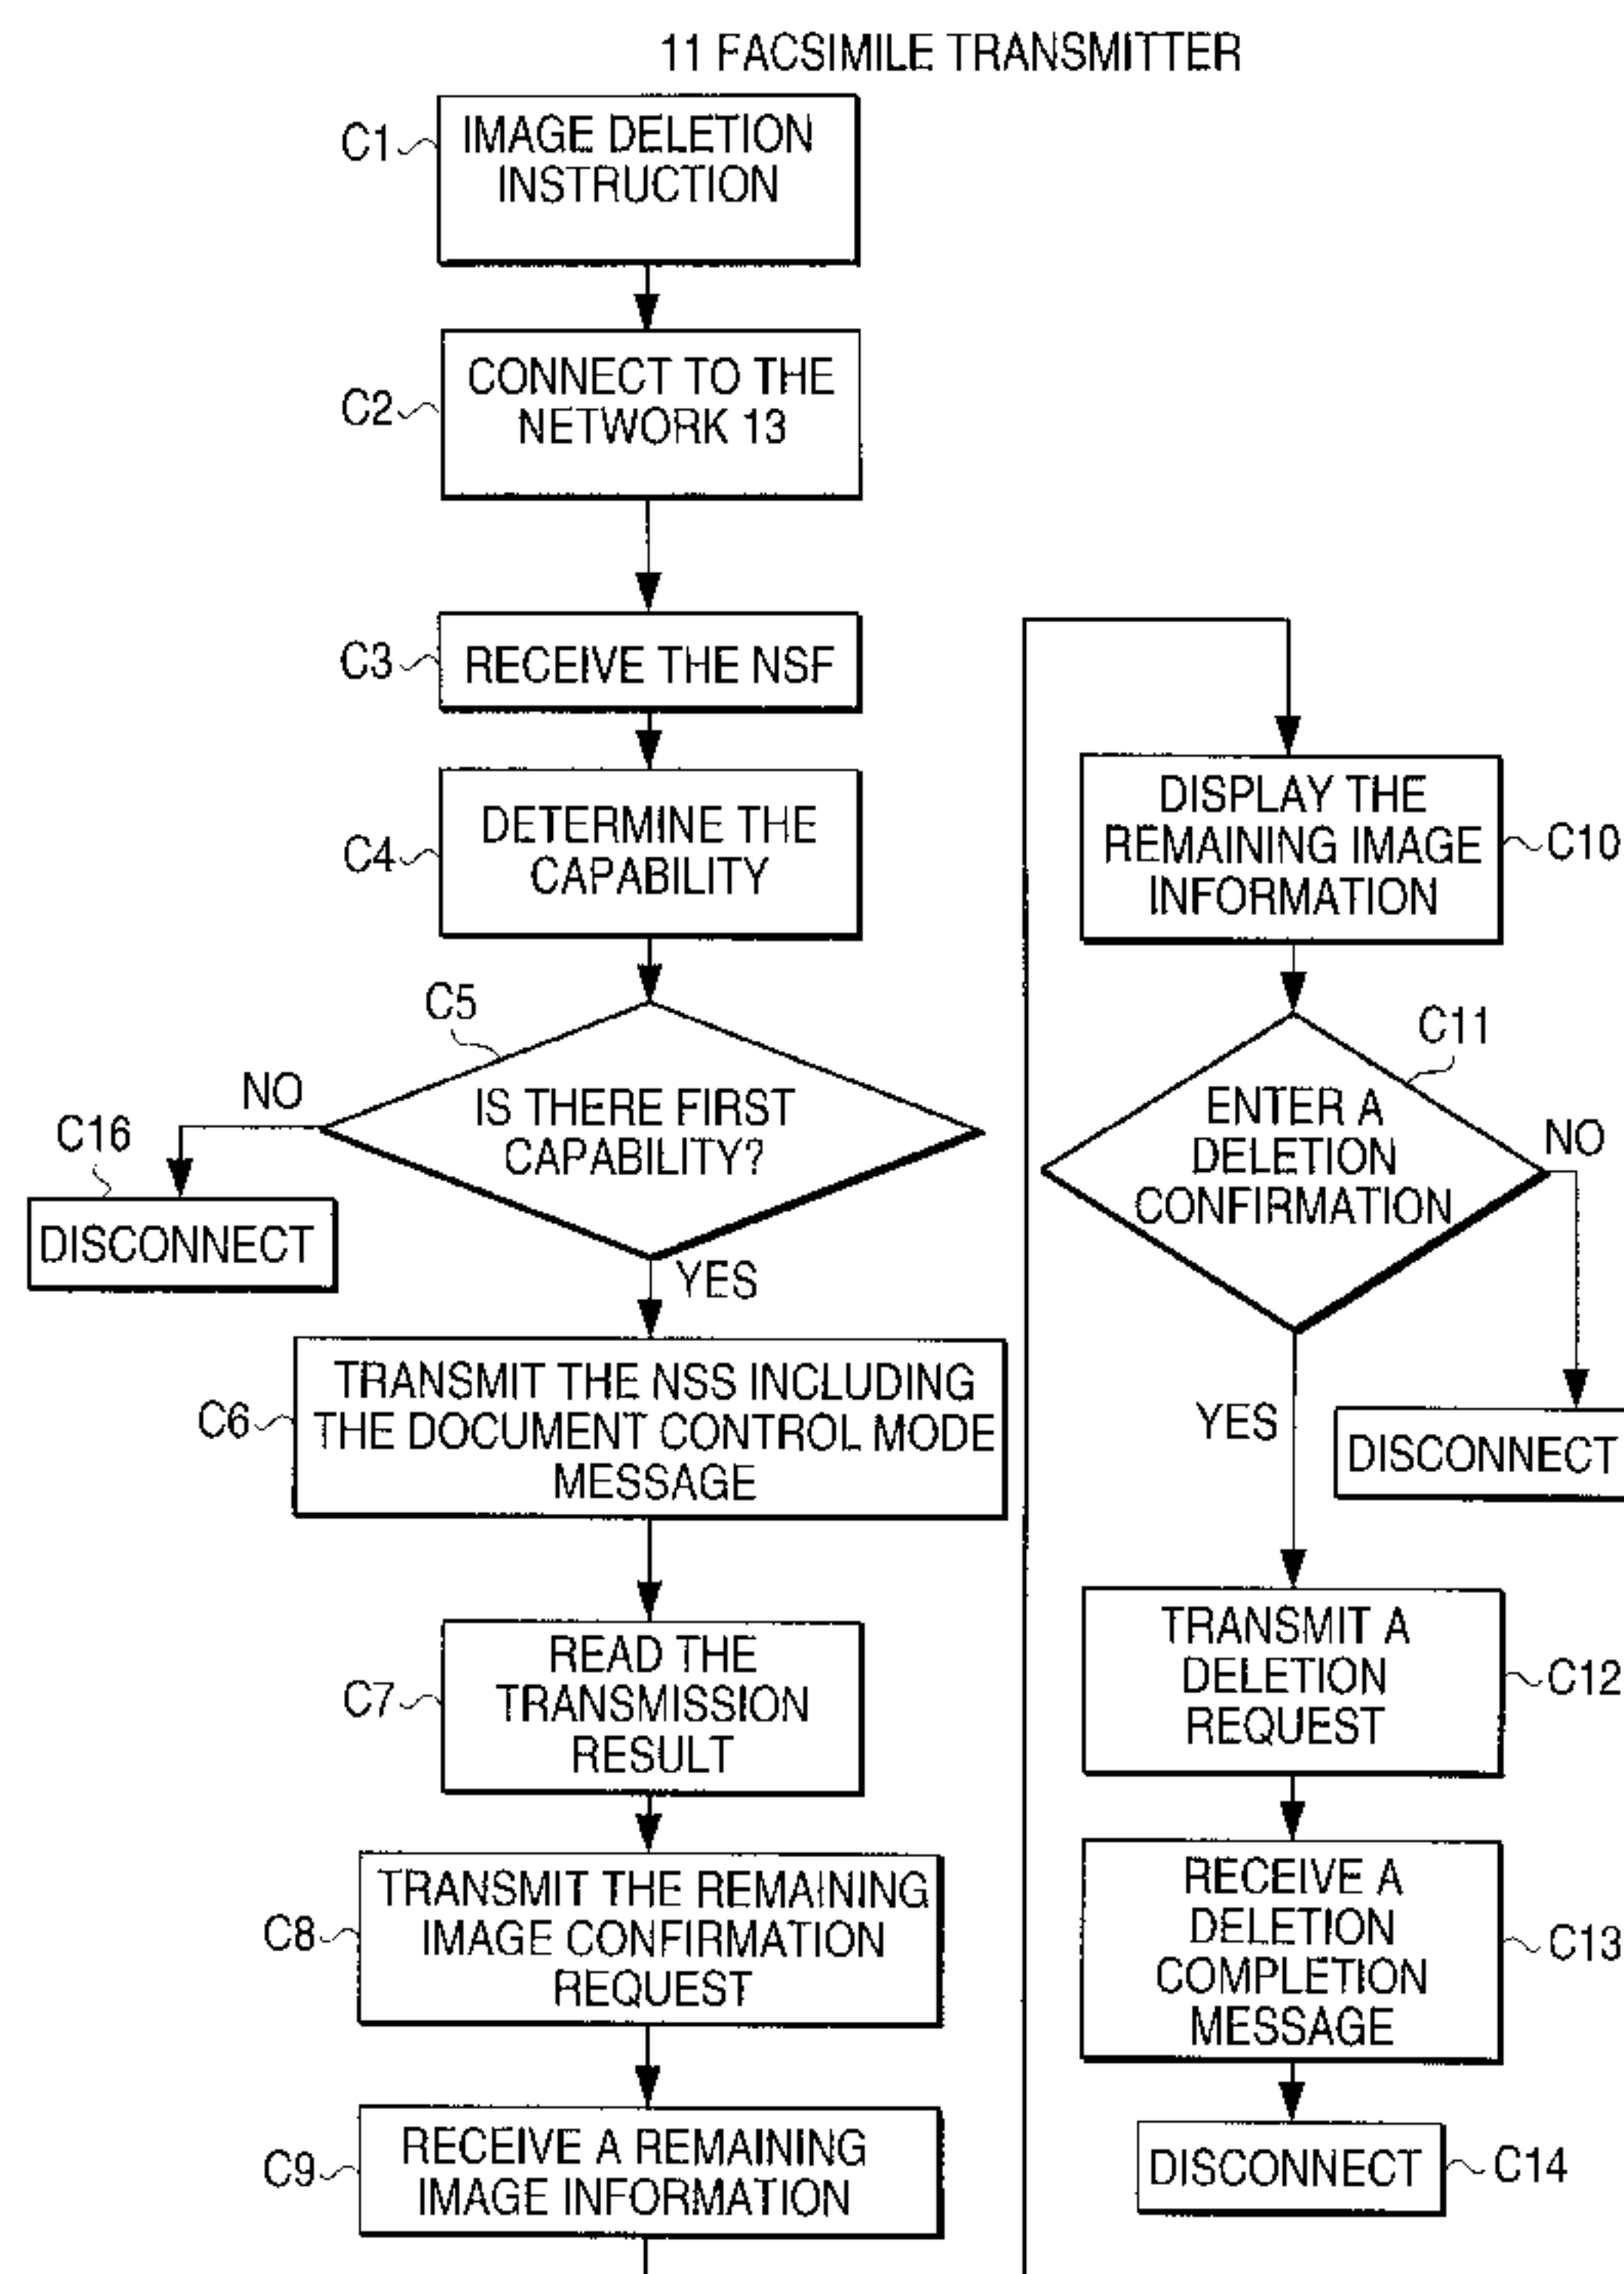 11 FACSIMILE TRANSMITTER
C1
IMAGE DELETION
INSTRUCTION
C2
CONNECT TO THE
NETWORK 13
C3
RECEIVE THE NSF
C4
DETERMINE THE
CAPABILITY
C5
IS THERE FIRST
CAPABILITY?
NO
C16
DISCONNECT
YES
C6
TRANSMIT THE NSS INCLUDING
THE DOCUMENT CONTROL MODE
MESSAGE
C7
READ THE
TRANSMISSION
RESULT
C8
TRANSMIT THE REMAINING
IMAGE CONFIRMATION
REQUEST
C9
RECEIVE A REMAINING
IMAGE INFORMATION
DISPLAY THE
REMAINING IMAGE
INFORMATION
C10
C11
ENTER A
DELETION
CONFIRMATION
NO
DISCONNECT
YES
TRANSMIT A
DELETION
REQUEST
C12
RECEIVE A
DELETION
COMPLETION
MESSAGE
C13
DISCONNECT
C14